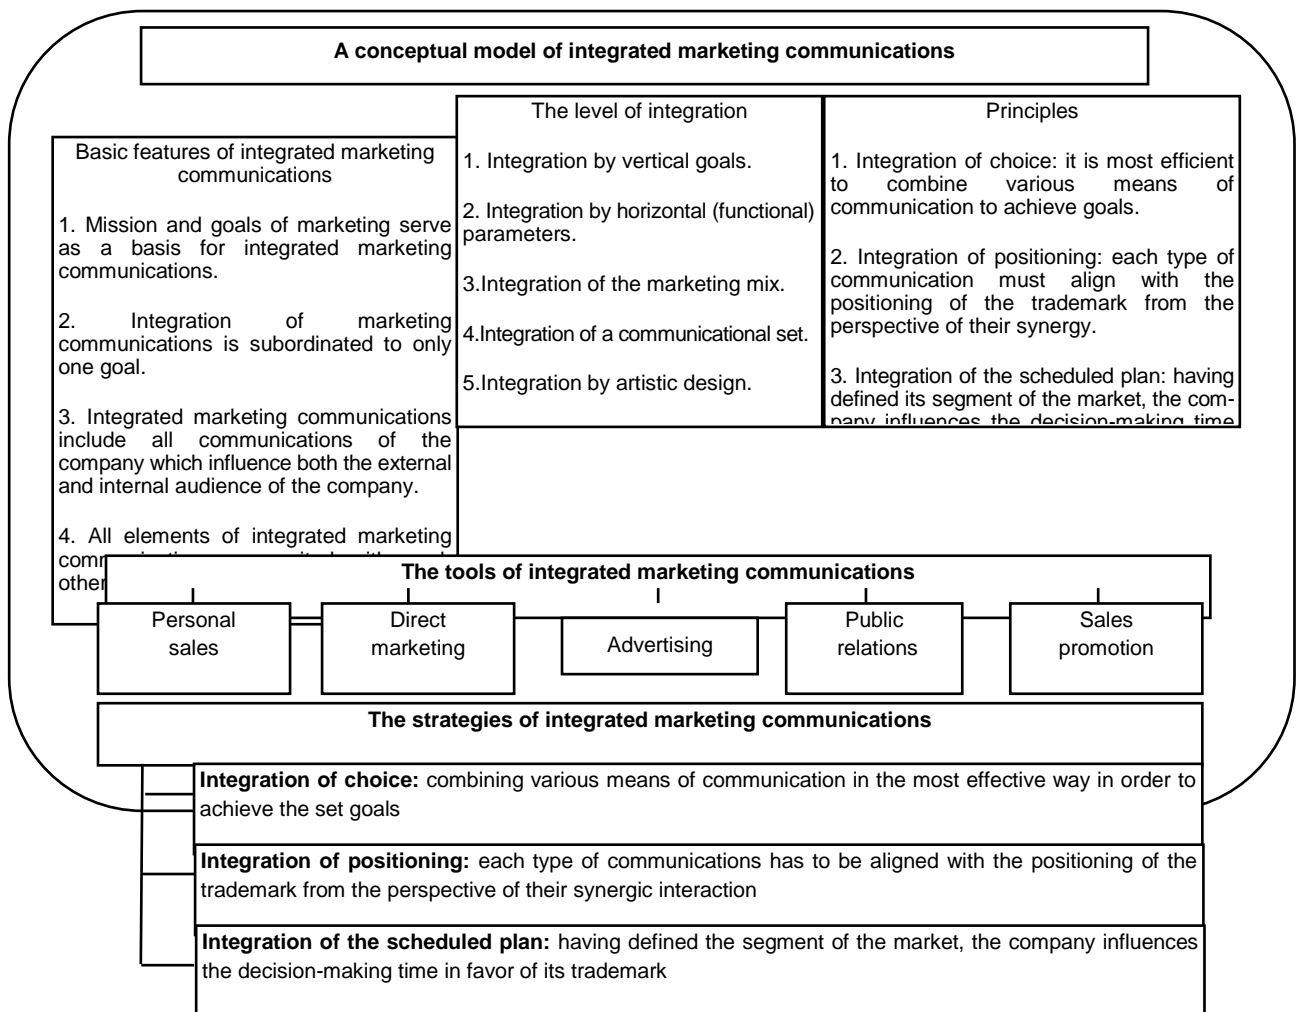 A conceptual model of integrated marketing communications
Basic features of integrated marketing
communications
1. Mission and goals of marketing serve
as a basis for integrated marketing
communications.
2. Integration of marketing
communications is subordinated to only
one goal.
3. Integrated marketing communications
include all communications of the
company which influence both the external
and internal audience of the company.
4. All elements of integrated marketing
other
The level of integration
1. Integration by vertical goals.
2. Integration by horizontal (functional)
parameters.
3.Integration of the marketing mix.
4.Integration of a communicational set.
5.Integration by artistic design.
Principles
1. Integration of choice: it is most efficient
to combine various means of
communication to achieve goals.
2. Integration of positioning: each type of
communication must align with the
positioning of the trademark from the
perspective of their synergy.
3. Integration of the scheduled plan: having
defined its segment of the market, the com-
pany influences the decision-making time
The tools of integrated marketing communications
Personal
sales
Direct
marketing
Advertising
Public
relations
Sales
promotion
The strategies of integrated marketing communications
Integration of choice: combining various means of communication in the most effective way in order to
achieve the set goals
Integration of positioning: each type of communications has to be aligned with the positioning of the
trademark from the perspective of their synergic interaction
Integration of the scheduled plan: having defined the segment of the market, the company influences
the decision-making time in favor of its trademark